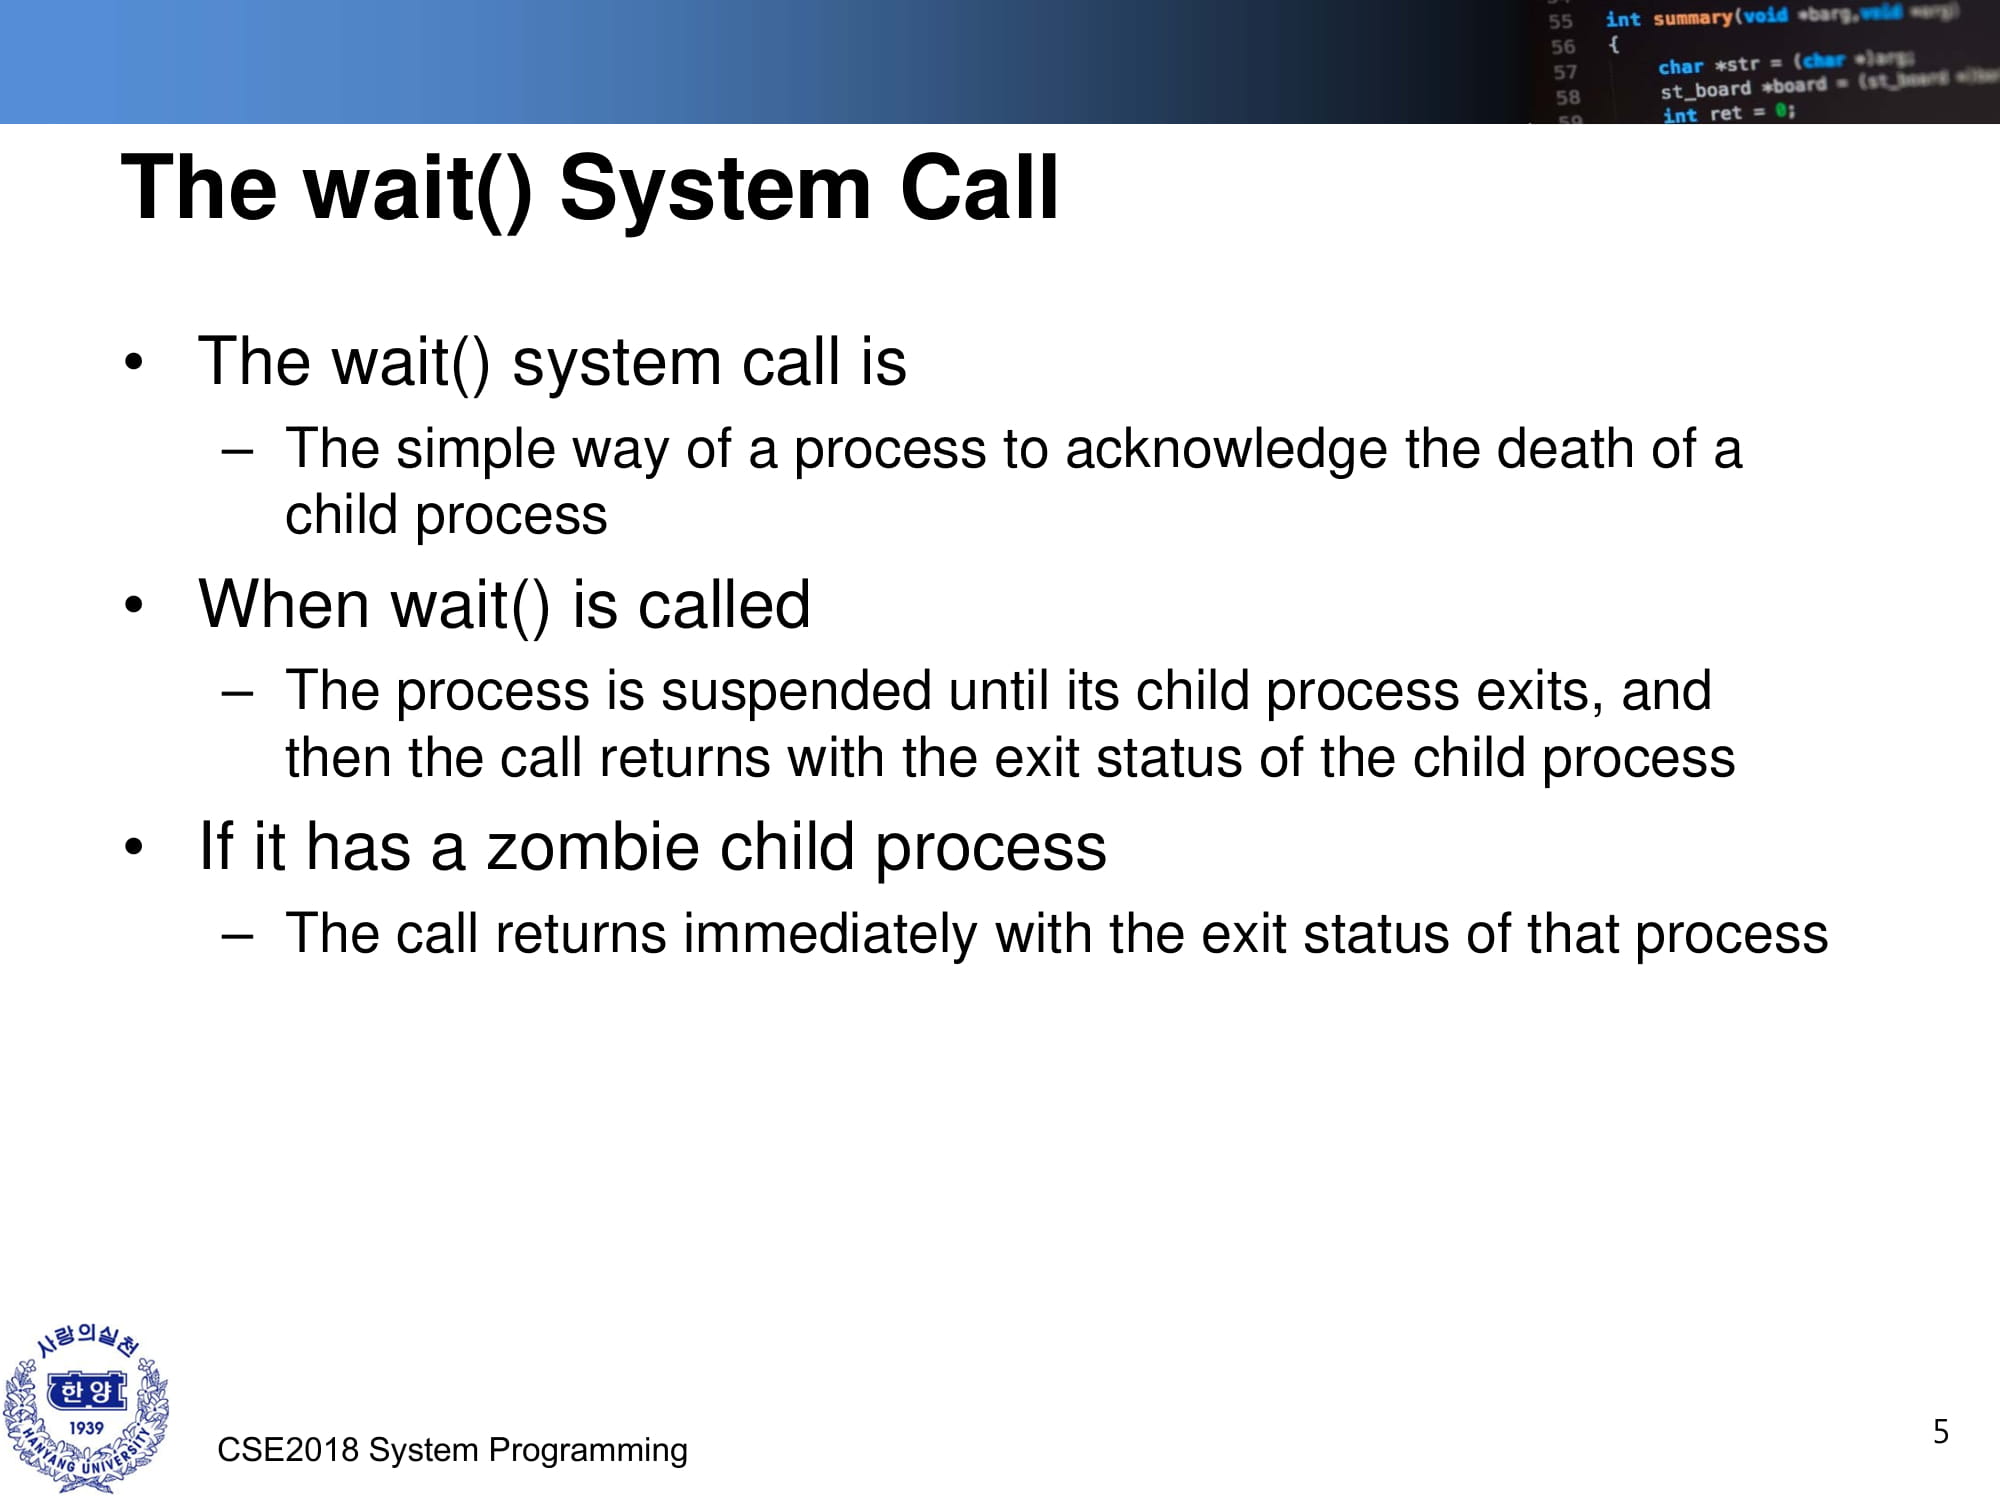 55 int summary(void *barg,void *arg)
56 {
57 char *str = (char *)arg;
58 st_board *board = (st_board
59 int ret = 0;
The wait() System Call
• The wait() system call is
– The simple way of a process to acknowledge the death of a
child process
• When wait() is called
– The process is suspended until its child process exits, and
then the call returns with the exit status of the child process
• If it has a zombie child process
– The call returns immediately with the exit status of that process
사랑의실천
한양
1939
HANYANG UNIVERSITY
CSE2018 System Programming
5